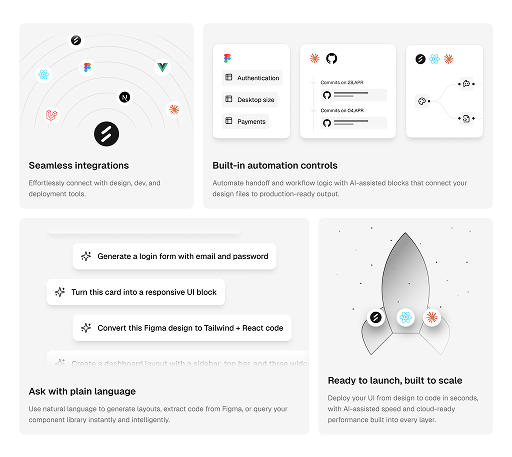 Seamless integrations
Effortlessly connect with design, dev, and
deployment tools.
Authentication
Desktop size
Payments
Commits on 28,APR
Commits on 04,APR
Built-in automation controls
Automate handoff and workflow logic with AI-assisted blocks that connect your
design files to production-ready output.
Generate a login form with email and password
Turn this card into a responsive UI block
Convert this Figma design to Tailwind + React code
Create a dashboard layout with a sidebar, top bar, and three widg
Ask with plain language
Use natural language to generate layouts, extract code from Figma, or query your
component library instantly and intelligently.
Ready to launch, built to scale
Deploy your UI from design to code in seconds,
with AI-assisted speed and cloud-ready
performance built into every layer.